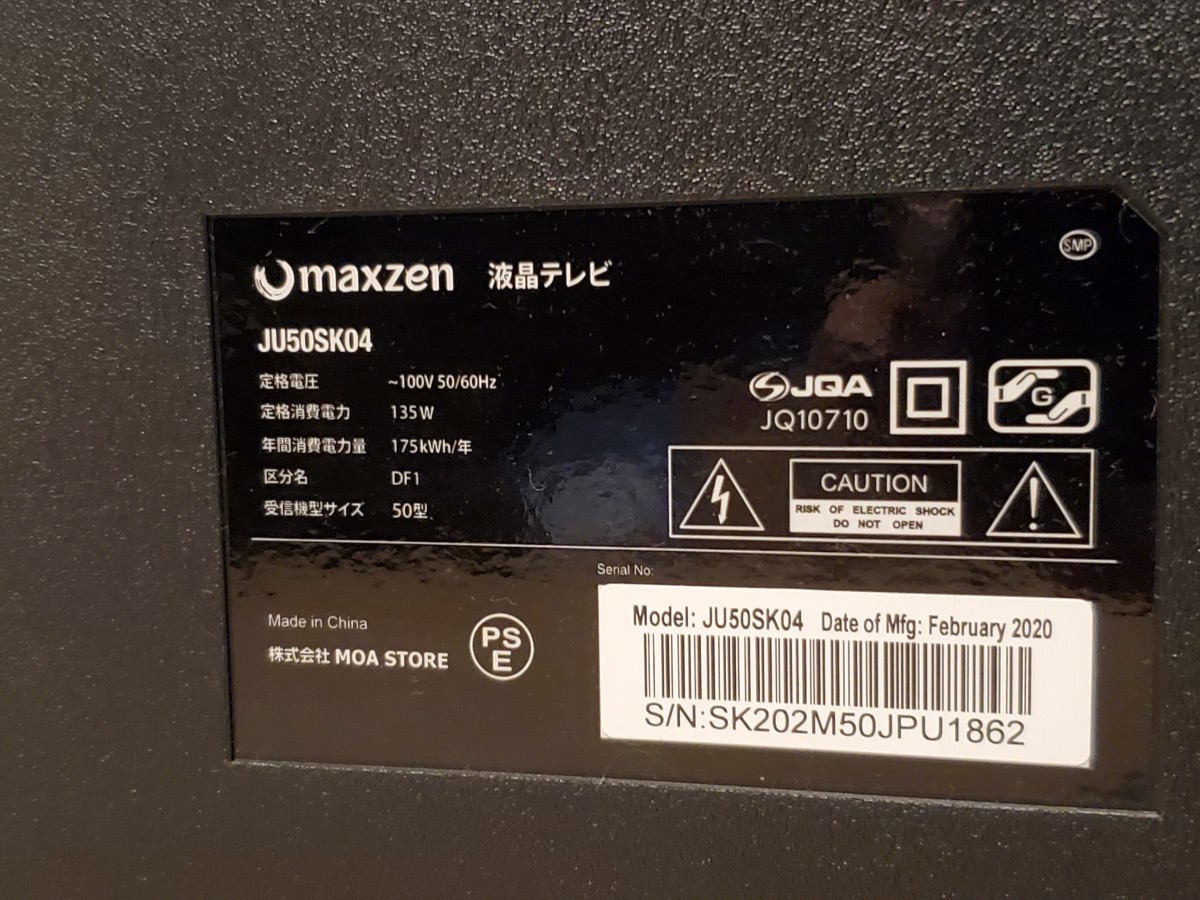 SMP
maxzen 液晶テレビ
JU50SK04
定格電圧 ~100V 50/60Hz
定格消費電力 135W
年間消費電力量 175kWh/年
区分名 DF1
受信機型サイズ 50型
JQA
JQ10710
G
CAUTION
RISK OF ELECTRIC SHOCK
DO NOT OPEN
Serial No:
Made in China
株式会社 MOA STORE
PS
E
Model: JU50SK04 Date of Mfg: February 2020
S/N:SK202M50JPU1862